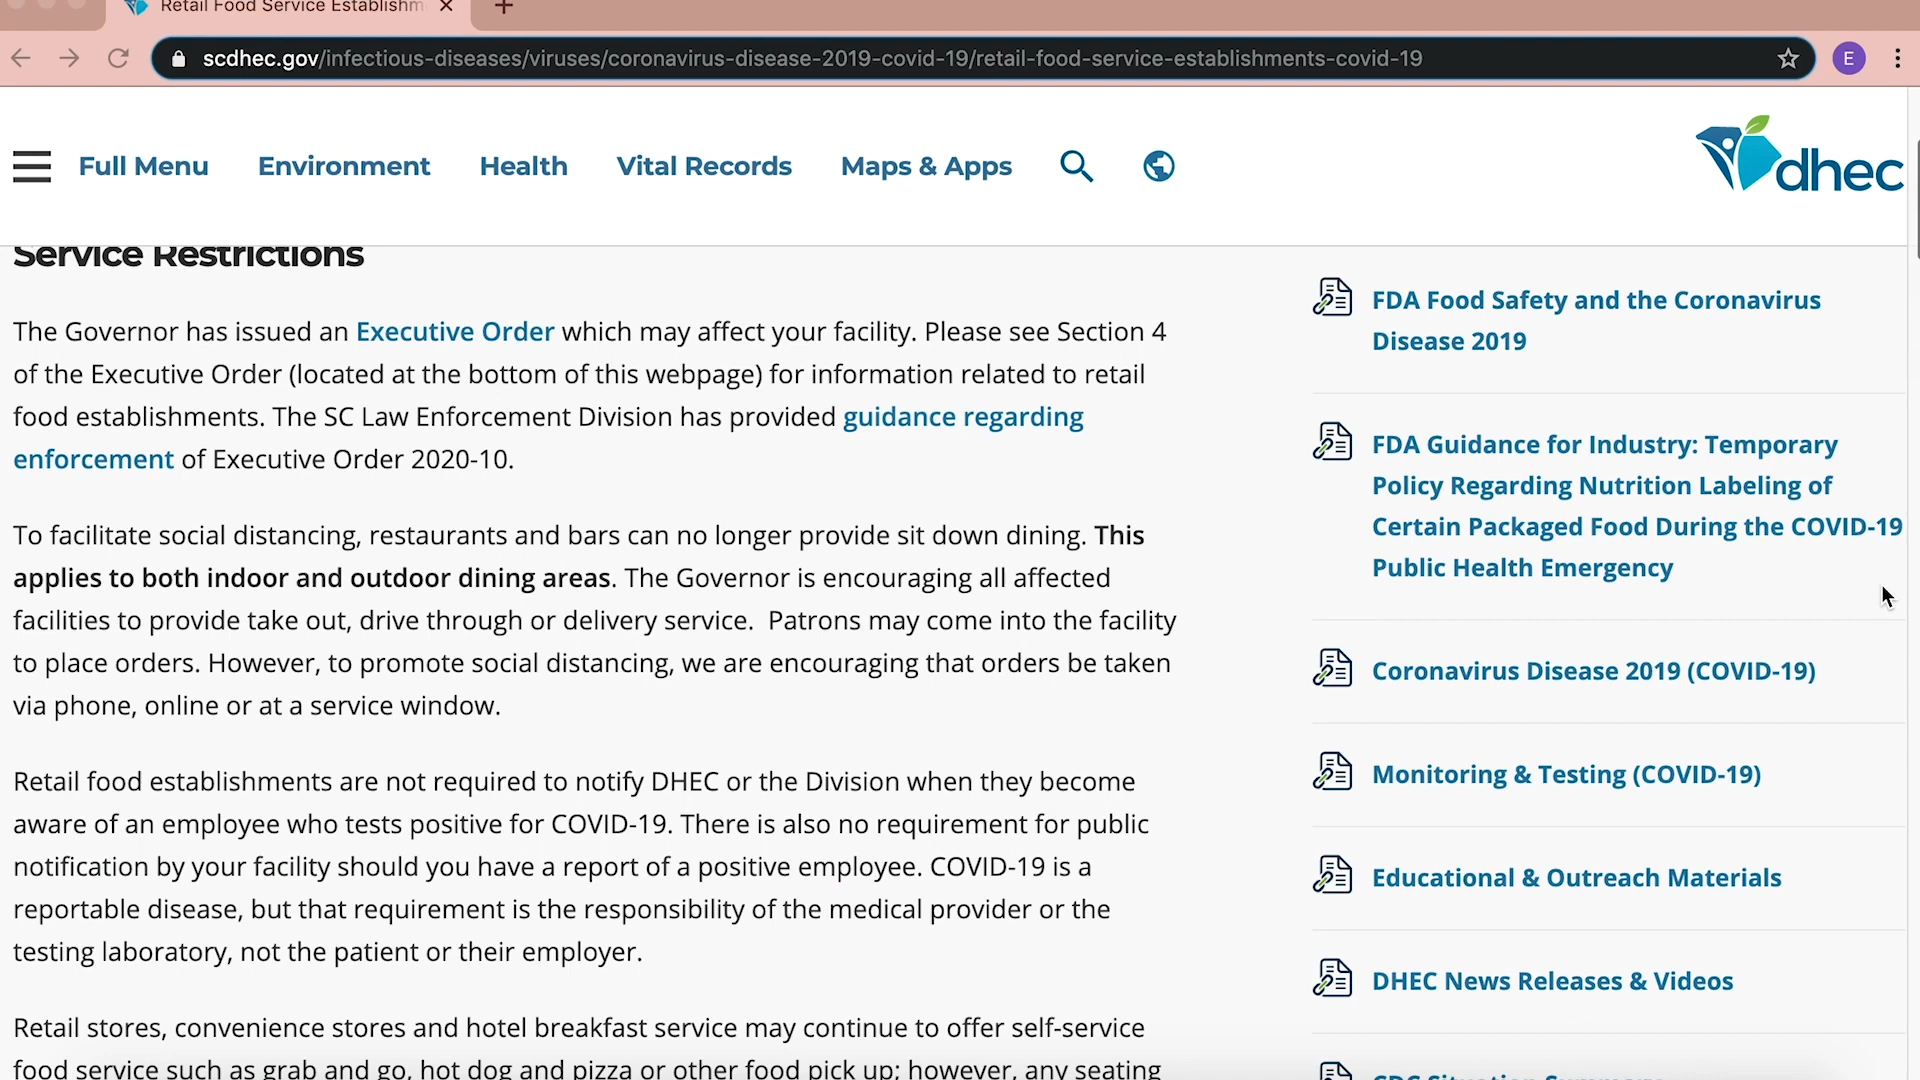 Retail Food Service Establishm
scdhec.gov/infectious-diseases/viruses/coronavirus-disease-2019-covid-19/retail-food-service-establishments-covid-19
E
Full Menu Environment Health Vital Records Maps & Apps
dhec
Service Restrictions
The Governor has issued an Executive Order which may affect your facility. Please see Section 4
of the Executive Order (located at the bottom of this webpage) for information related to retail
food establishments. The SC Law Enforcement Division has provided guidance regarding
enforcement of Executive Order 2020-10.
To facilitate social distancing, restaurants and bars can no longer provide sit down dining. This
applies to both indoor and outdoor dining areas. The Governor is encouraging all affected
facilities to provide take out, drive through or delivery service. Patrons may come into the facility
to place orders. However, to promote social distancing, we are encouraging that orders be taken
via phone, online or at a service window.
Retail food establishments are not required to notify DHEC or the Division when they become
aware of an employee who tests positive for COVID-19. There is also no requirement for public
notification by your facility should you have a report of a positive employee. COVID-19 is a
reportable disease, but that requirement is the responsibility of the medical provider or the
testing laboratory, not the patient or their employer.
Retail stores, convenience stores and hotel breakfast service may continue to offer self-service
food service such as grab and go, hot dog and pizza or other food pick up; however, any seating
FDA Food Safety and the Coronavirus
Disease 2019
FDA Guidance for Industry: Temporary
Policy Regarding Nutrition Labeling of
Certain Packaged Food During the COVID-19
Public Health Emergency
Coronavirus Disease 2019 (COVID-19)
Monitoring & Testing (COVID-19)
Educational & Outreach Materials
DHEC News Releases & Videos
CDC Situation Summary